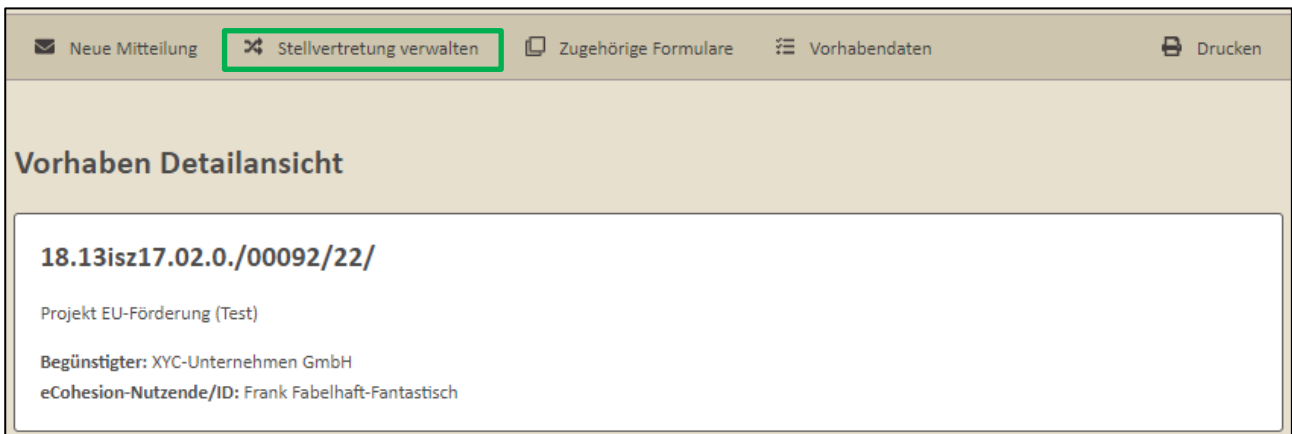 Neue Mitteilung Stellvertretung verwalten Zugehörige Formulare Vorhabendaten Drucken
Vorhaben Detailansicht
18.13isz17.02.0./00092/22/
Projekt EU-Förderung (Test)
Begünstigter: XYC-Unternehmen GmbH
eCohesion-Nutzende/ID: Frank Fabelhaft-Fantastisch